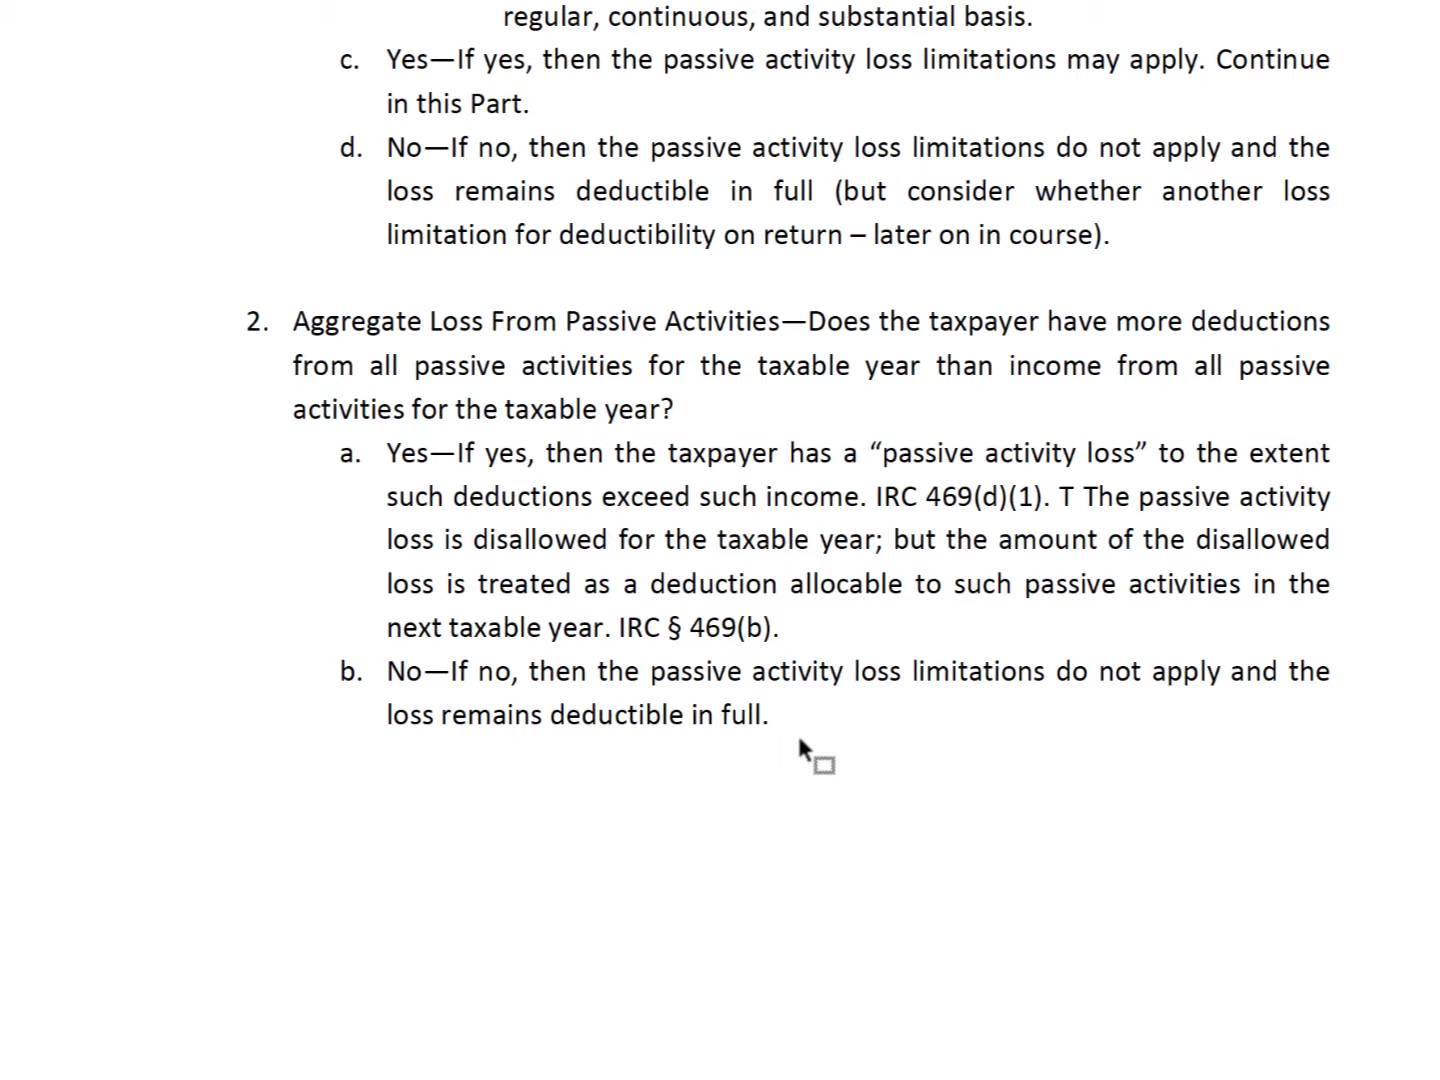 regular, continuous, and substantial basis.
c. Yes—If yes, then the passive activity loss limitations may apply. Continue
in this Part.
d. No—If no, then the passive activity loss limitations do not apply and the
loss remains deductible in full (but consider whether another loss
limitation for deductibility on return – later on in course).
2. Aggregate Loss From Passive Activities—Does the taxpayer have more deductions
from all passive activities for the taxable year than income from all passive
activities for the taxable year?
a. Yes—If yes, then the taxpayer has a “passive activity loss” to the extent
such deductions exceed such income. IRC 469(d)(1). T The passive activity
loss is disallowed for the taxable year; but the amount of the disallowed
loss is treated as a deduction allocable to such passive activities in the
next taxable year. IRC § 469(b).
b. No—If no, then the passive activity loss limitations do not apply and the
loss remains deductible in full.